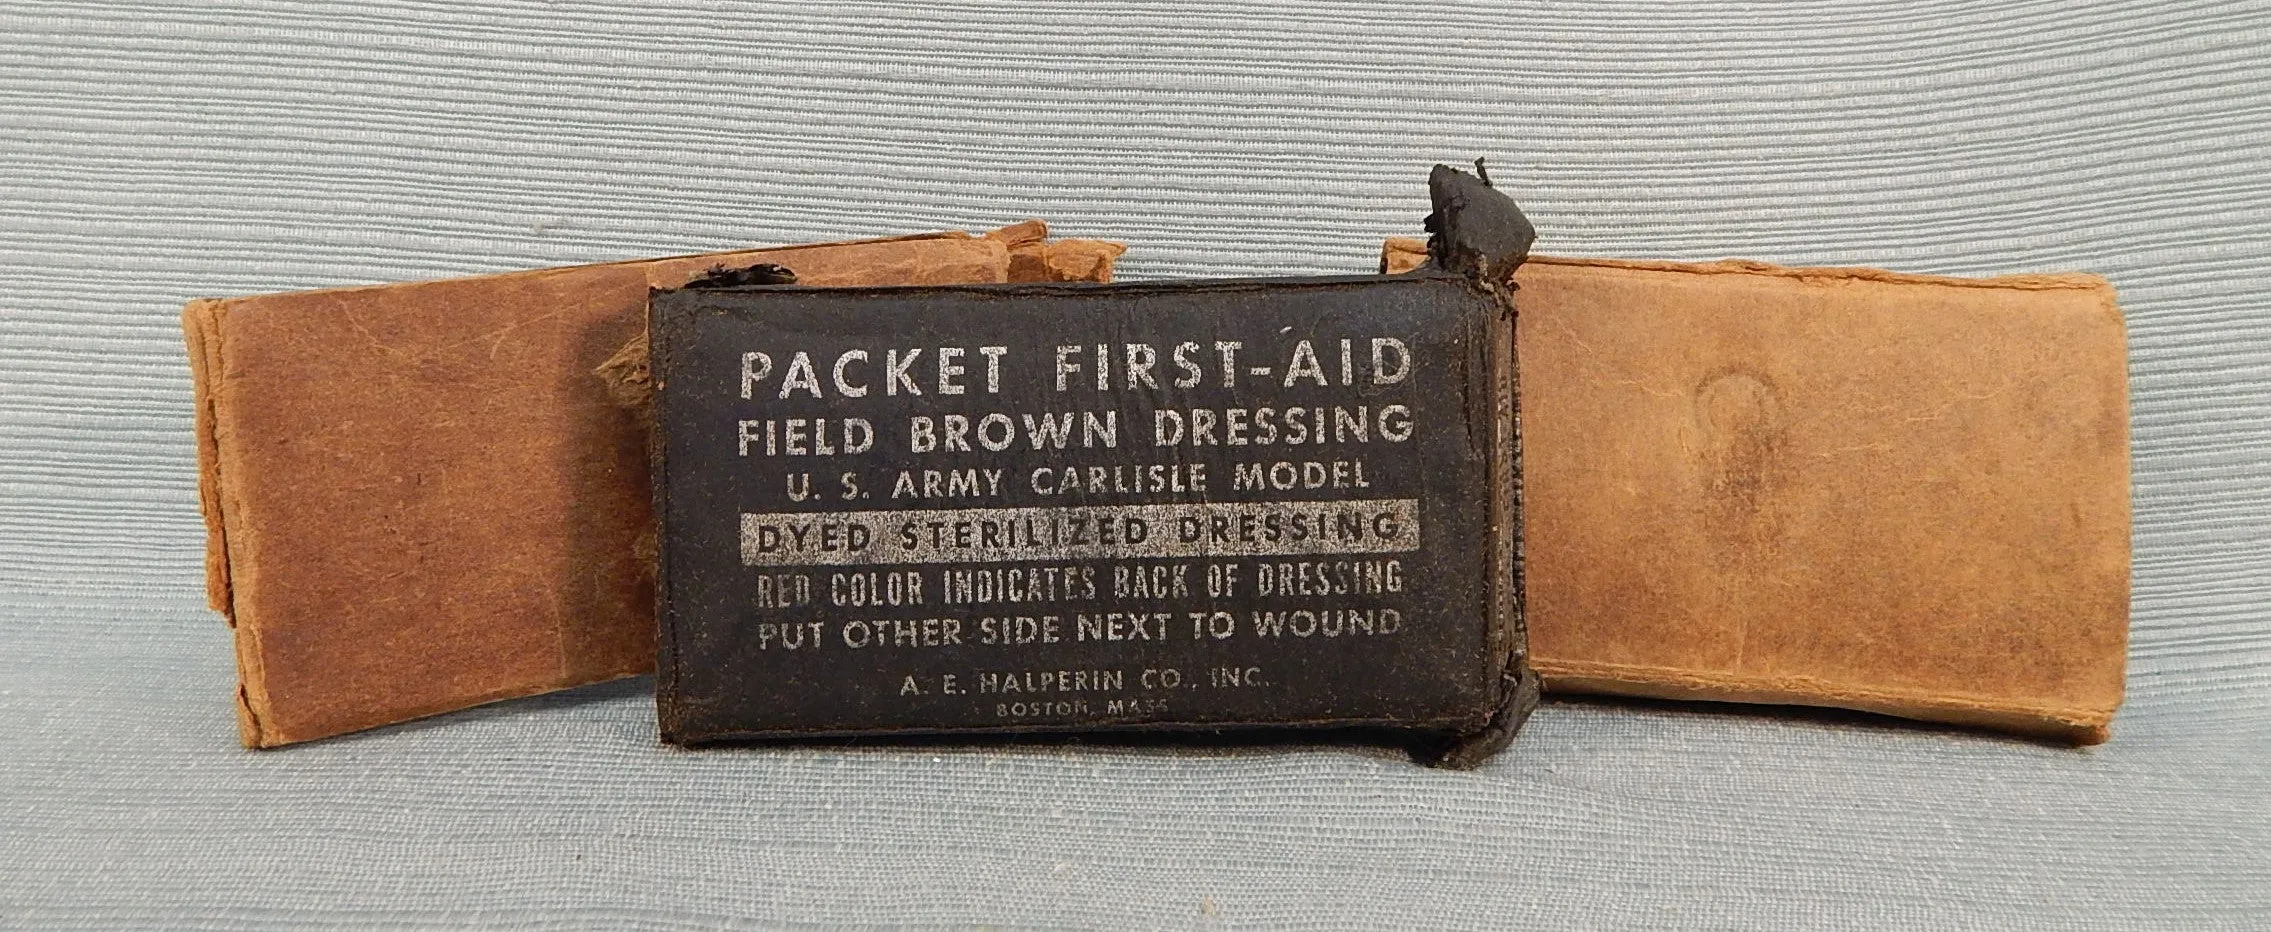 PACKET FIRST-AID
FIELD BROWN DRESSING
U. S. ARMY CARLISLE MODEL
DYED STERILIZED DRESSING
RED COLOR INDICATES BACK OF DRESSING
PUT OTHER SIDE NEXT TO WOUND
A. E. HALPERIN CO., INC.
BOSTON, MASS